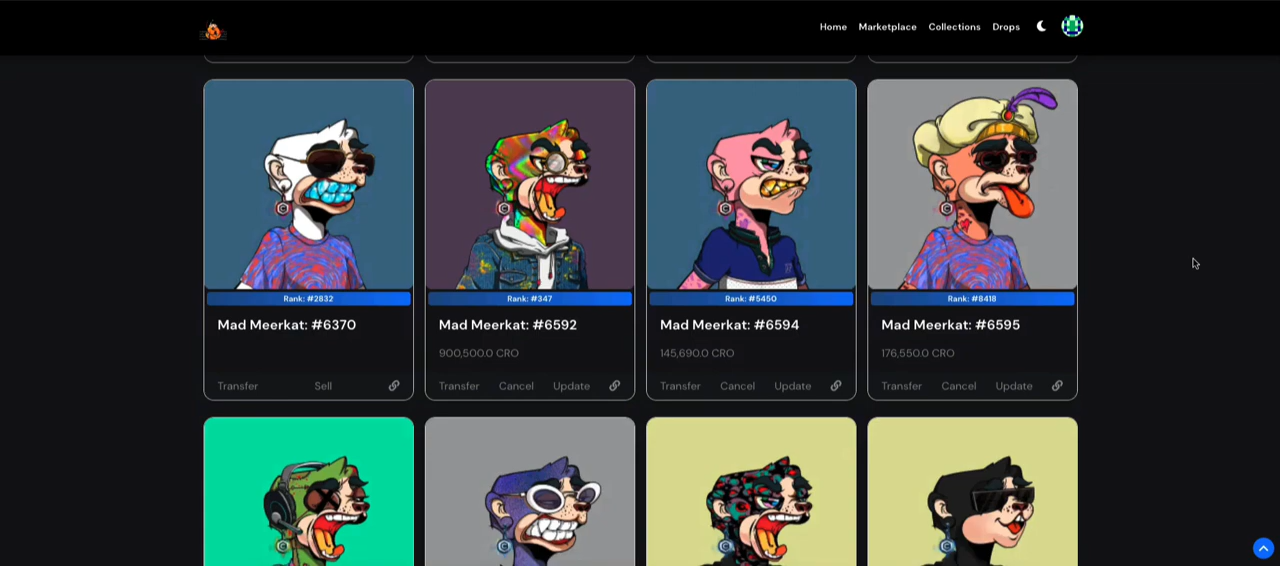 Home Marketplace Collections Drops
Rank: #2832
Rank: #347
Rank: #5450
Rank: #8418
Mad Meerkat: #6370
Mad Meerkat: #6592
Mad Meerkat: #6594
Mad Meerkat: #6595
900,500.0 CRO
145,690.0 CRO
176,550.0 CRO
Transfer Sell
Transfer Cancel Update
Transfer Cancel Update
Transfer Cancel Update